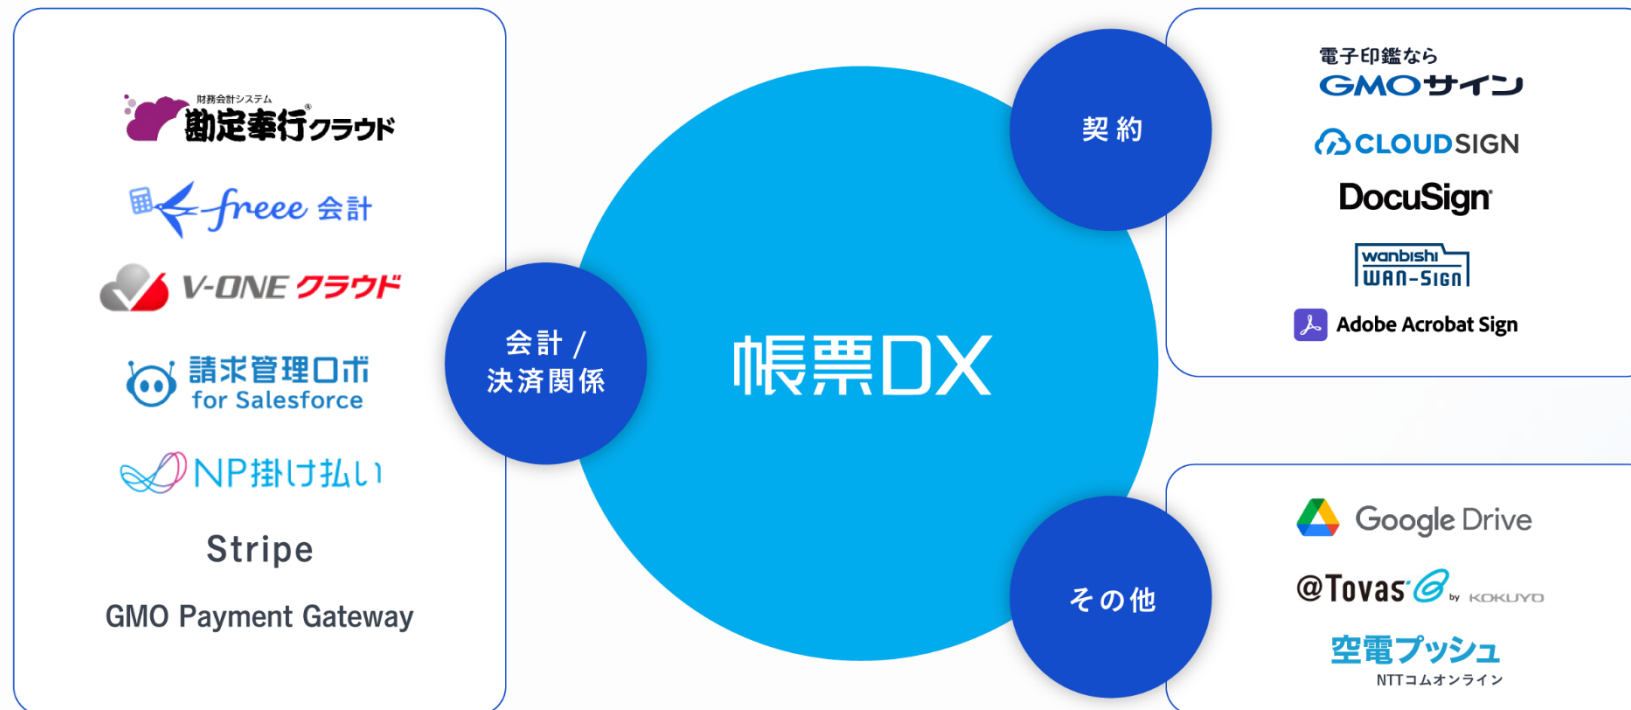 財務会計システム
勘定奉行®クラウド
freee 会計
V-ONE クラウド
請求管理ロボ
for Salesforce
NP掛け払い
Stripe
GMO Payment Gateway
会計 /
決済関係
帳票DX
契約
電子印鑑なら
GMOサイン
CLOUDSIGN
DocuSign
wanbishi
WAN-SIGN
Adobe Acrobat Sign
その他
Google Drive
@Tovas by KOKUYO
空電プッシュ
NTTコムオンライン